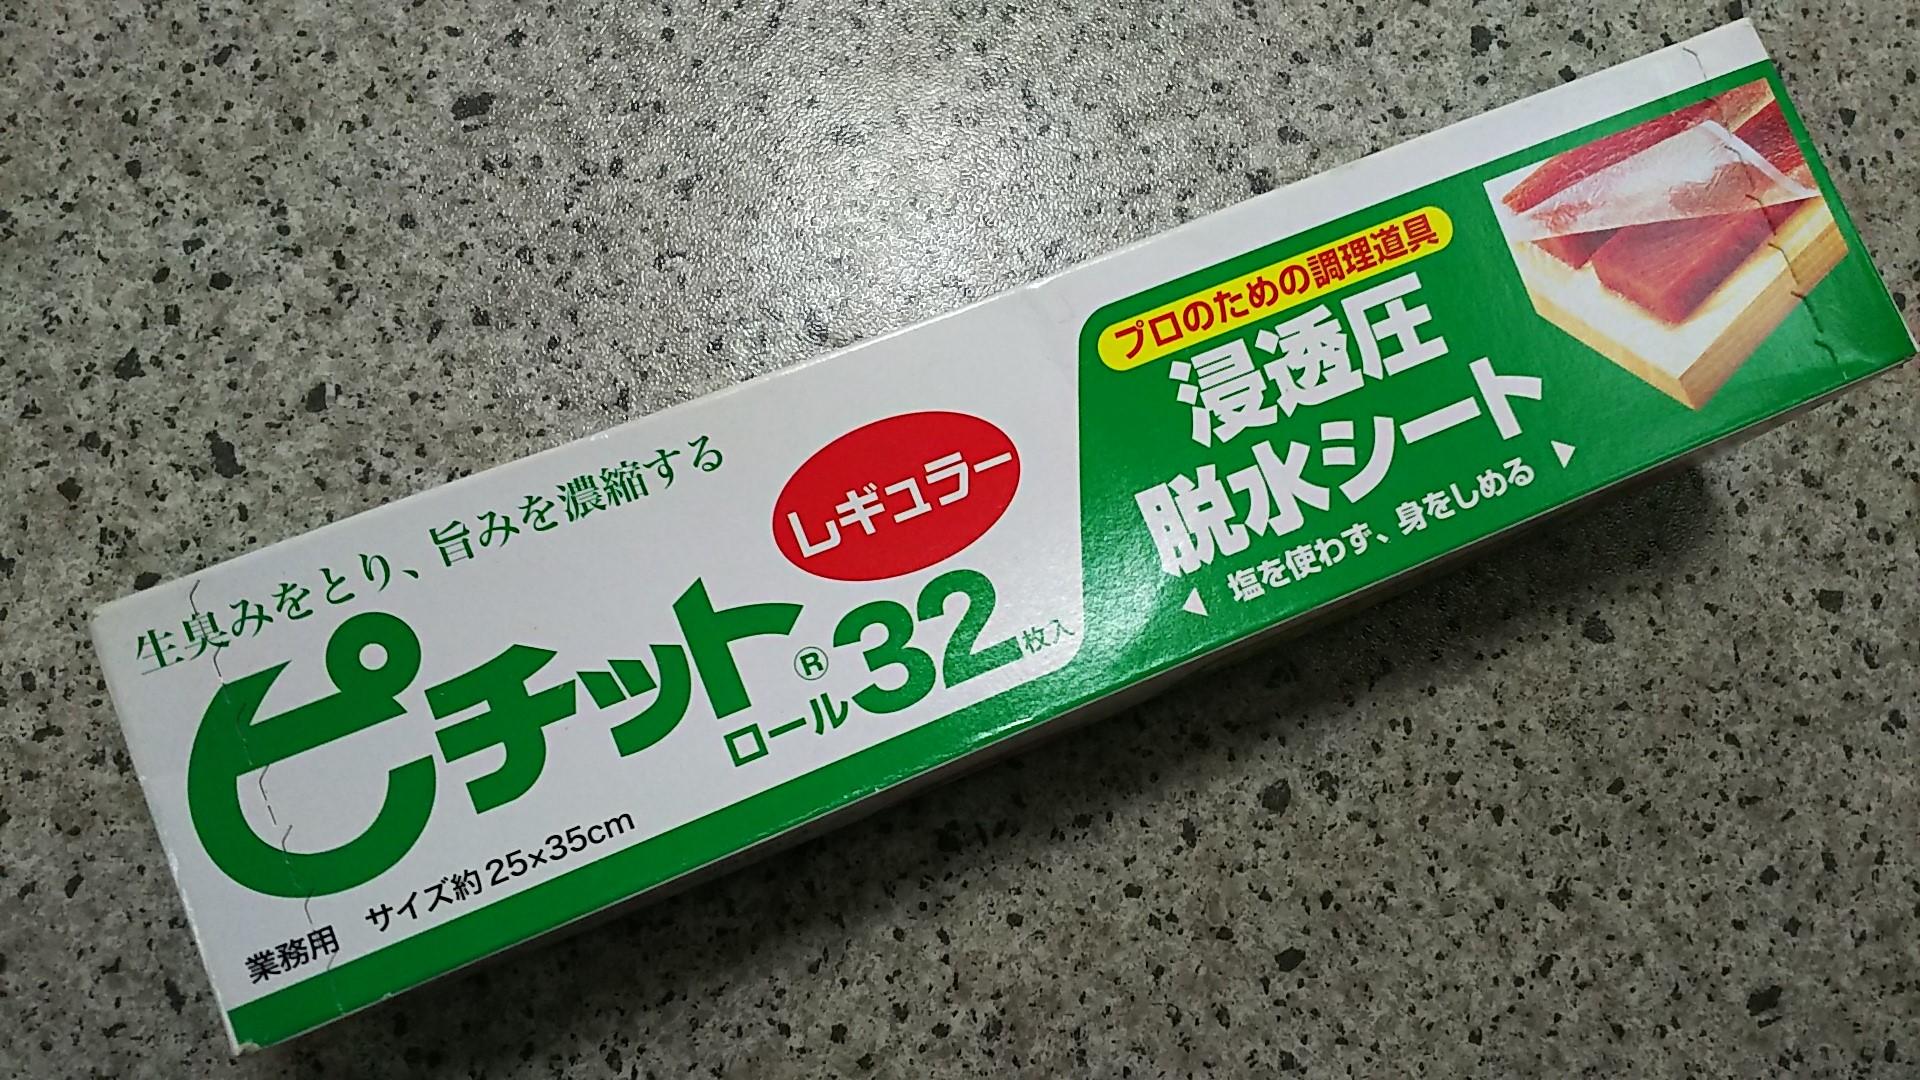 生臭みをとり、旨みを濃縮する
ピチット®
レギュラー
ロール32枚入
業務用 サイズ約25×35cm
プロのための調理道具
浸透圧
脱水シート
◀ 塩を使わず、身をしめる ▶